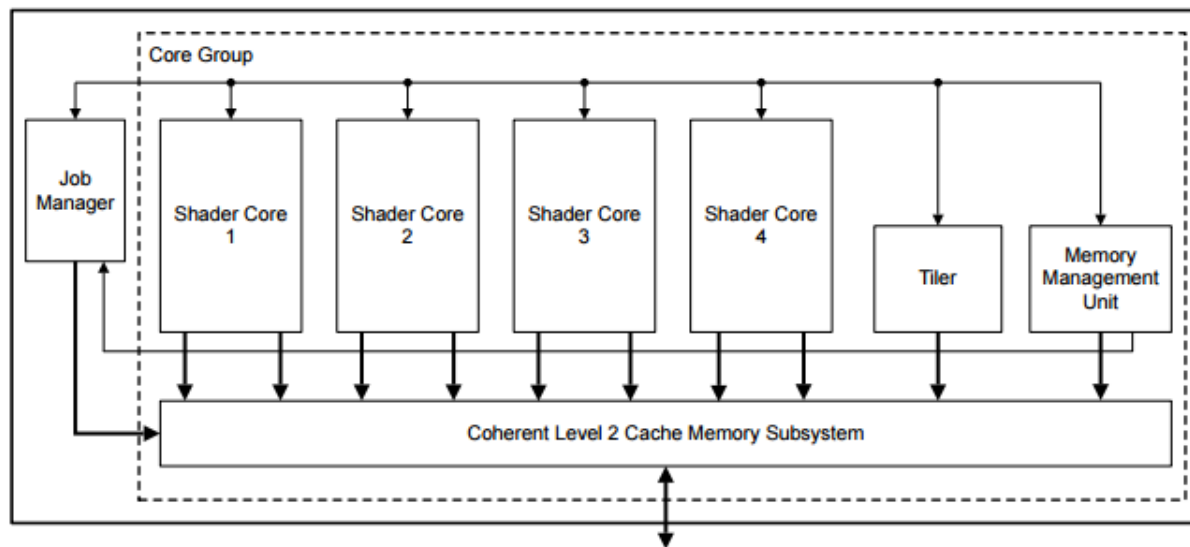 Core Group
Job
Manager
Shader Core
1
Shader Core
2
Shader Core
3
Shader Core
4
Tiler
Memory
Management
Unit
Coherent Level 2 Cache Memory Subsystem